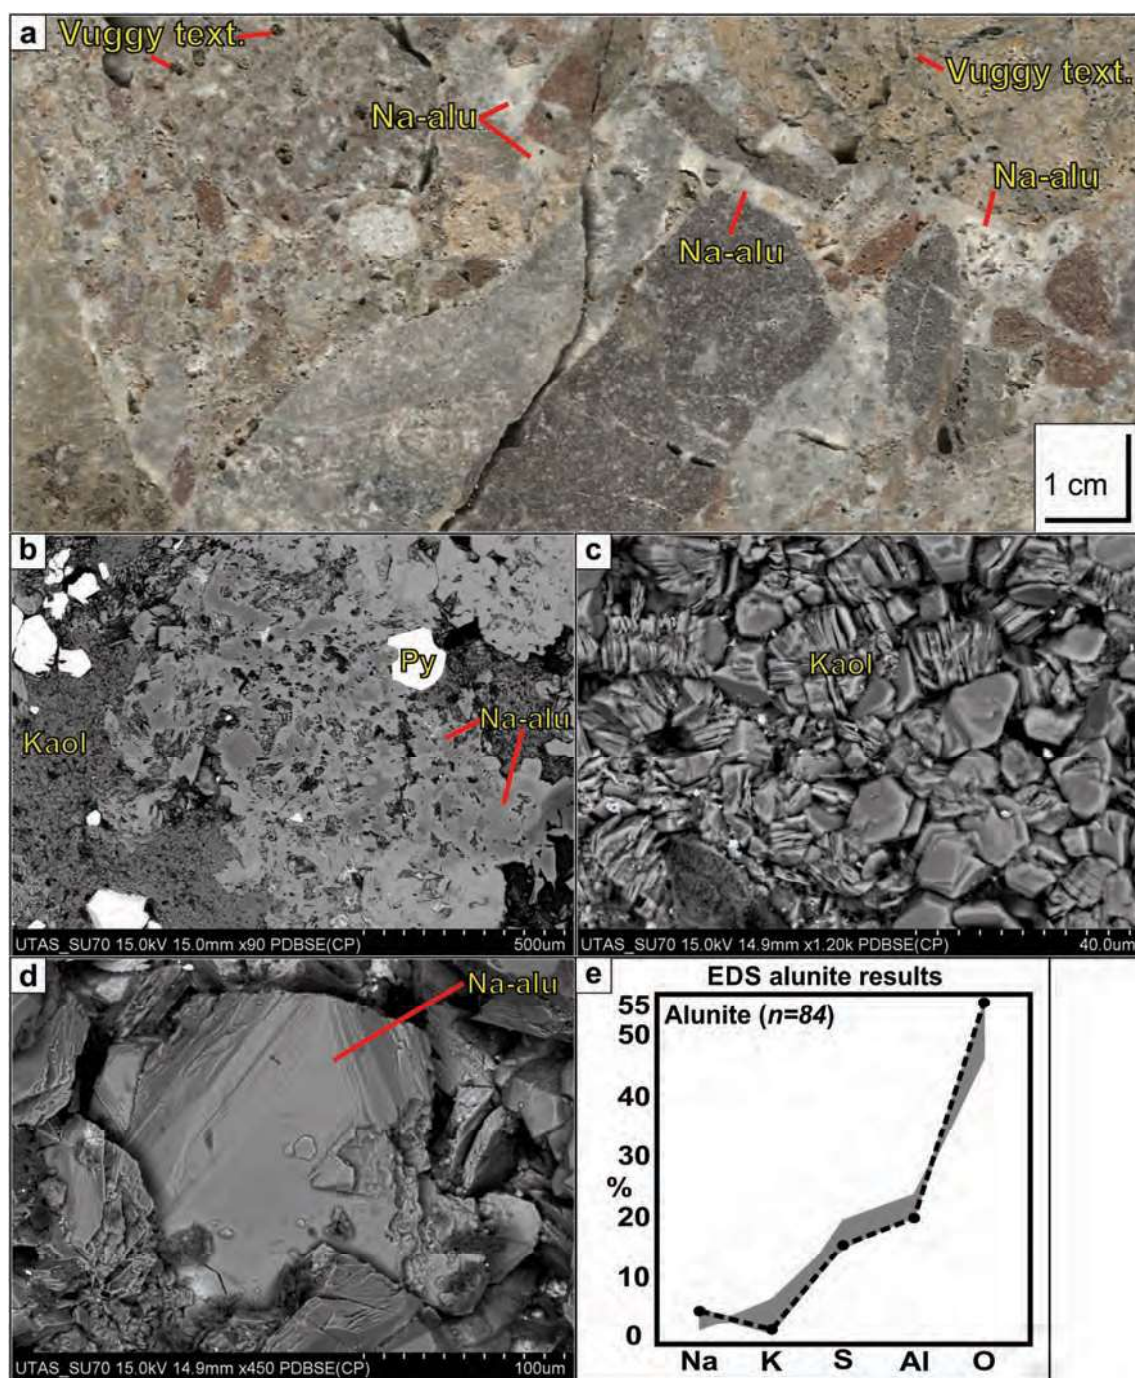 a
Vuggy text.
Vuggy text.
Na-alu
Na-alu
Na-alu
1 cm
b
Py
Na-alu
Kaol
UTAS_SU70 15.0kV 15.0mm x90 PDBSE(CP)
500um
c
Kaol
UTAS_SU70 15.0kV 14.9mm x1.20k PDBSE(CP)
40.0um
d
Na-alu
UTAS_SU70 15.0kV 14.9mm x450 PDBSE(CP)
100um
e
EDS alunite results
Alunite (n=84)
55
50
40
30
%
20
10
0
Na K S Al O